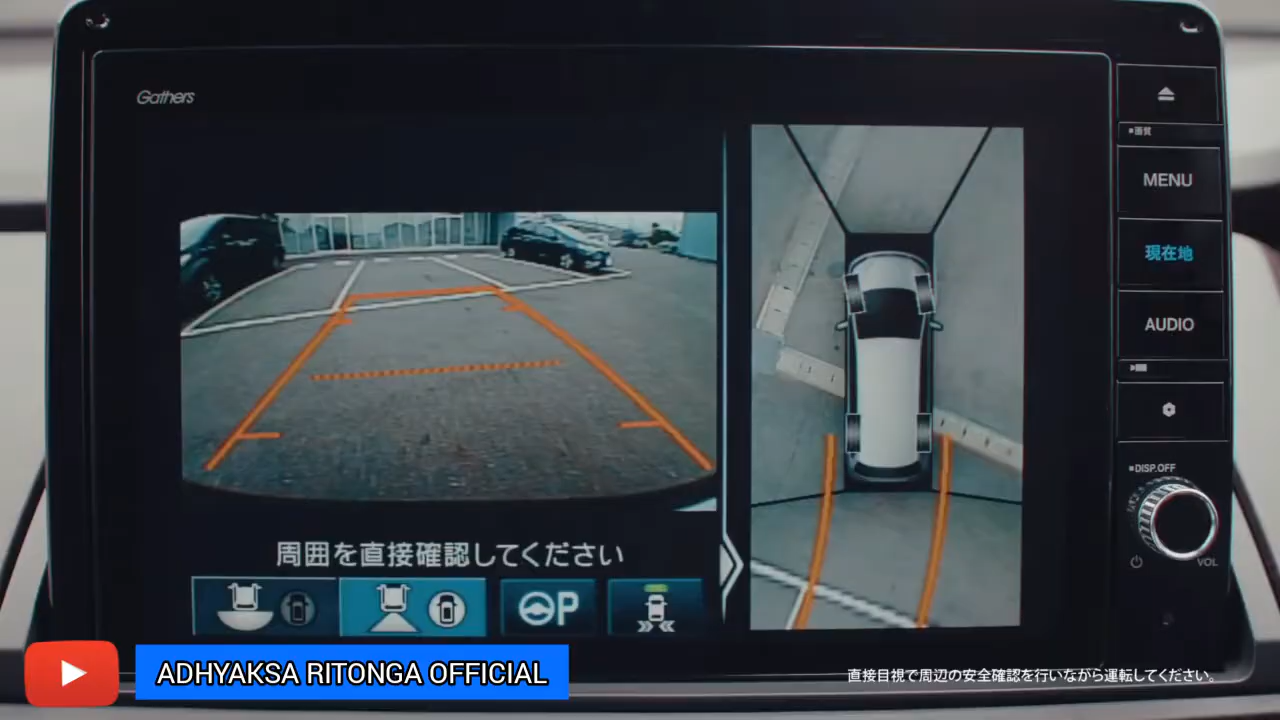 Gathers
■画質
MENU
現在地
AUDIO
■DISP.OFF
VOL
周囲を直接確認してください
P
ADHYAKSA RITONGA OFFICIAL
直接目視で周辺の安全確認を行いながら運転してください。